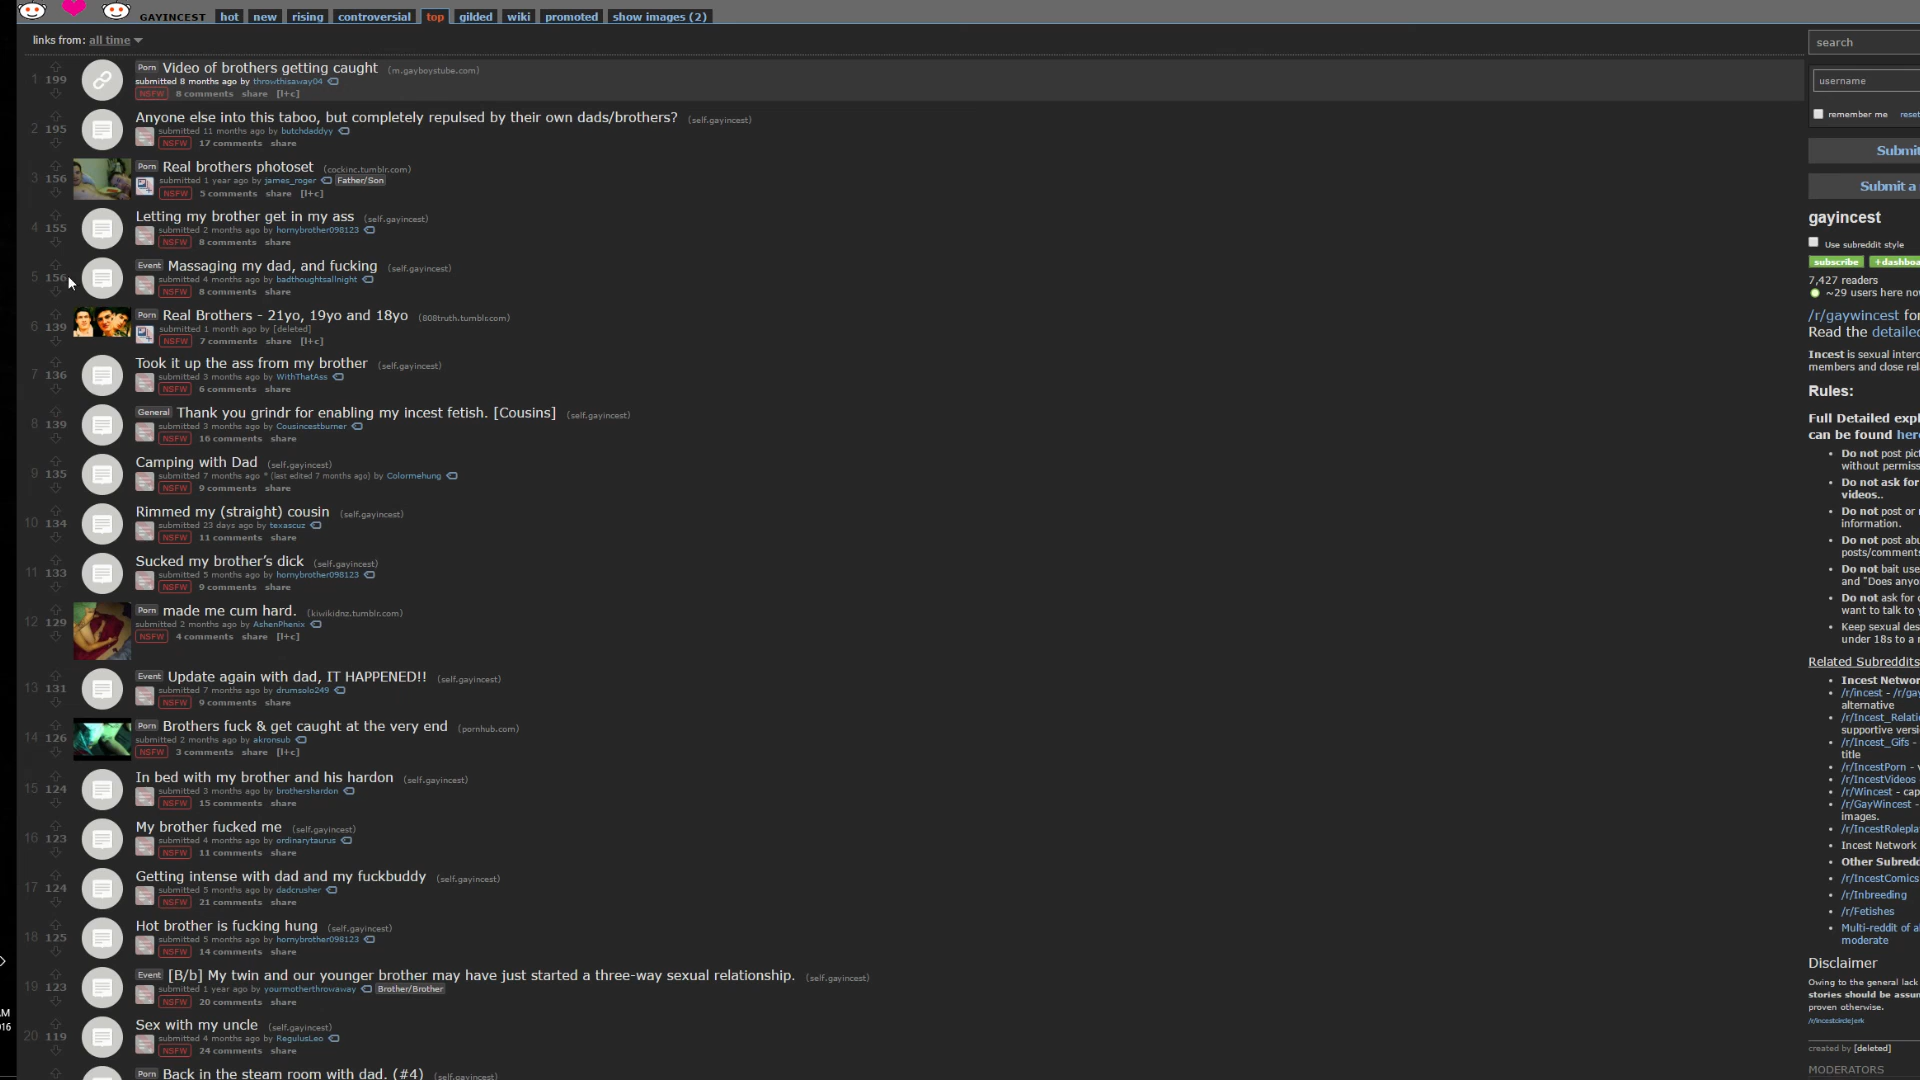 GAYINCEST hot new rising controversial top gilded wiki promoted show images (2)
links from: all time
search
1 199 Porn Video of brothers getting caught (m.gayboystube.com)
submitted 8 months ago by throwthisaway04
NSFW 8 comments share [l+c]
username
remember me reset
2 195 Anyone else into this taboo, but completely repulsed by their own dads/brothers? (self.gayincest)
submitted 11 months ago by butchdaddyy
NSFW 17 comments share
3 156 Porn Real brothers photoset (cockinc.tumblr.com)
submitted 1 year ago by james_roger Father/Son
NSFW 5 comments share [l+c]
4 155 Letting my brother get in my ass (self.gayincest)
submitted 2 months ago by hornybrother098123
NSFW 8 comments share
5 156 Event Massaging my dad, and fucking (self.gayincest)
submitted 4 months ago by badthoughtsallnight
NSFW 8 comments share
6 139 Porn Real Brothers - 21yo, 19yo and 18yo (808truth.tumblr.com)
submitted 1 month ago by [deleted]
NSFW 7 comments share [l+c]
7 136 Took it up the ass from my brother (self.gayincest)
submitted 3 months ago by WithThatAss
NSFW 6 comments share
8 139 General Thank you grindr for enabling my incest fetish. [Cousins] (self.gayincest)
submitted 3 months ago by Cousincestburner
NSFW 16 comments share
9 135 Camping with Dad (self.gayincest)
submitted 7 months ago * (last edited 7 months ago) by Colormehung
NSFW 9 comments share
10 134 Rimmed my (straight) cousin (self.gayincest)
submitted 23 days ago by texascuz
NSFW 11 comments share
11 133 Sucked my brother’s dick (self.gayincest)
submitted 5 months ago by hornybrother098123
NSFW 9 comments share
12 129 Porn made me cum hard. (kiwikidnz.tumblr.com)
submitted 2 months ago by AshenPhenix
NSFW 4 comments share [l+c]
13 131 Event Update again with dad, IT HAPPENED!! (self.gayincest)
submitted 7 months ago by drumsolo249
NSFW 9 comments share
14 126 Porn Brothers fuck & get caught at the very end (pornhub.com)
submitted 2 months ago by akronsub
NSFW 3 comments share [l+c]
15 124 In bed with my brother and his hardon (self.gayincest)
submitted 3 months ago by brothershardon
NSFW 15 comments share
16 123 My brother fucked me (self.gayincest)
submitted 4 months ago by ordinarytaurus
NSFW 11 comments share
17 124 Getting intense with dad and my fuckbuddy (self.gayincest)
submitted 5 months ago by dadcrusher
NSFW 21 comments share
18 125 Hot brother is fucking hung (self.gayincest)
submitted 5 months ago by hornybrother098123
NSFW 14 comments share
19 123 Event [B/b] My twin and our younger brother may have just started a three-way sexual relationship. (self.gayincest)
submitted 1 year ago by yourmotherthrowaway Brother/Brother
NSFW 20 comments share
20 119 Sex with my uncle (self.gayincest)
submitted 4 months ago by RegulusLeo
NSFW 24 comments share
Porn Back in the steam room with dad. (#4) (self.gayincest)
Submit
Submit a
gayincest
Use subreddit style
subscribe +dashboa
7,427 readers
~29 users here now
/r/gaywincest for
Read the detailed
Incest is sexual interc
members and close rela
Rules:
Full Detailed expl
can be found here
Do not post pic
without permiss
Do not ask for
videos..
Do not post or
information.
Do not post abu
posts/comments
Do not bait use
and "Does anyo
Do not ask for
want to talk to y
Keep sexual des
under 18s to a
Related Subreddits
Incest Networ
/r/incest - /r/ga
alternative
/r/Incest_Relati
supportive versi
/r/Incest_Gifs -
title
/r/IncestPorn - v
/r/IncestVideos
/r/Wincest - cap
/r/GayWincest -
images.
/r/IncestRolepla
Incest Network
Other Subredd
/r/IncestComics
/r/Inbreeding
/r/Fetishes
Multi-reddit of al
moderate
Disclaimer
Owing to the general lack
stories should be assum
proven otherwise.
/r/incestcirclejerk
created by [deleted]
MODERATORS
AM
016